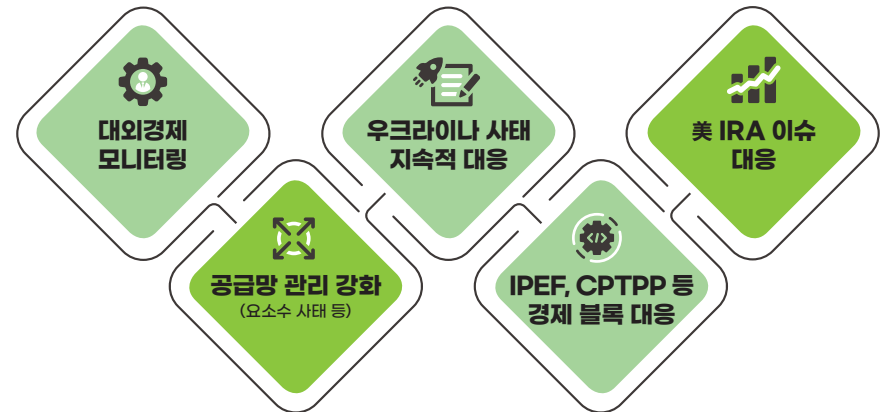 대외경제
모니터링
공급망 관리 강화
(요소수 사태 등)
우크라이나 사태
지속적 대응
IPEF, CPTPP 등
경제 블록 대응
美 IRA 이슈
대응